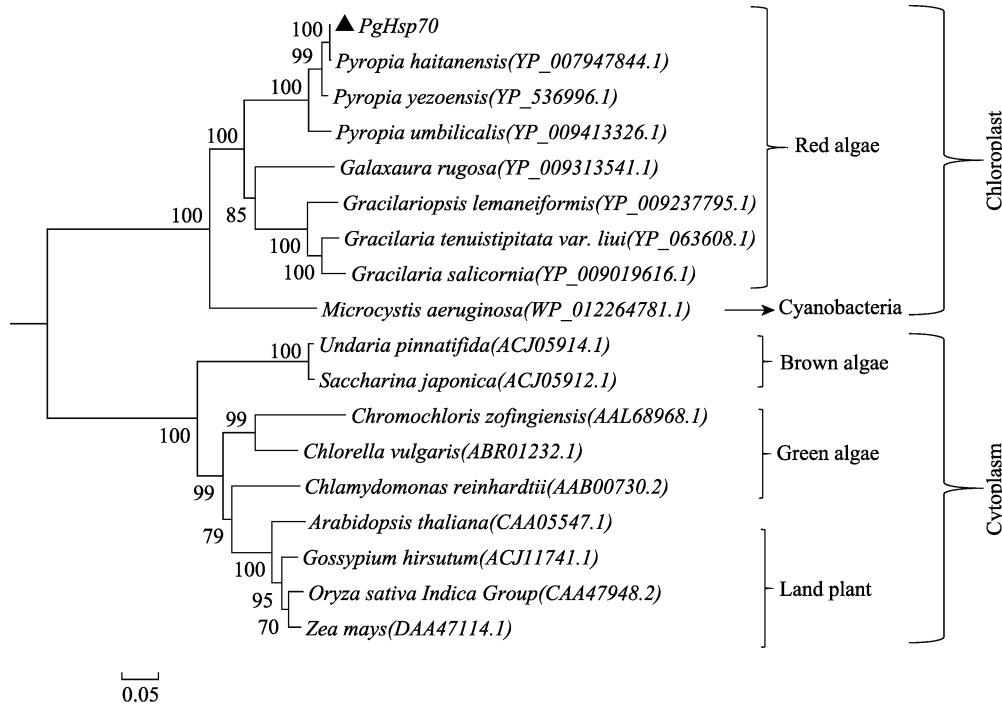 100
▲ PgHsp70
99
Pyropia haitanensis(YP_007947844.1)
100
Pyropia yezoensis(YP_536996.1)
100
Pyropia umbilicalis(YP_009413326.1)
Red algae
Galaxaura rugosa(YP_009313541.1)
Chloroplast
100
85
Gracilariopsis lemaneiformis(YP_009237795.1)
100
Gracilaria tenuistipitata var. liui(YP_063608.1)
100
Gracilaria salicornia(YP_009019616.1)
Microcystis aeruginosa(WP_012264781.1)
Cyanobacteria
100
Undaria pinnatifida(ACJ05914.1)
Brown algae
Saccharina japonica(ACJ05912.1)
100
99
Chromochloris zofingiensis(AAL68968.1)
Chlorella vulgaris(ABR01232.1)
Green algae
99
Chlamydomonas reinhardtii(AAB00730.2)
Cytoplasm
79
Arabidopsis thaliana(CAA05547.1)
100
Gossypium hirsutum(ACJ11741.1)
95
Oryza sativa Indica Group(CAA47948.2)
Land plant
70
Zea mays(DAA47114.1)
0.05